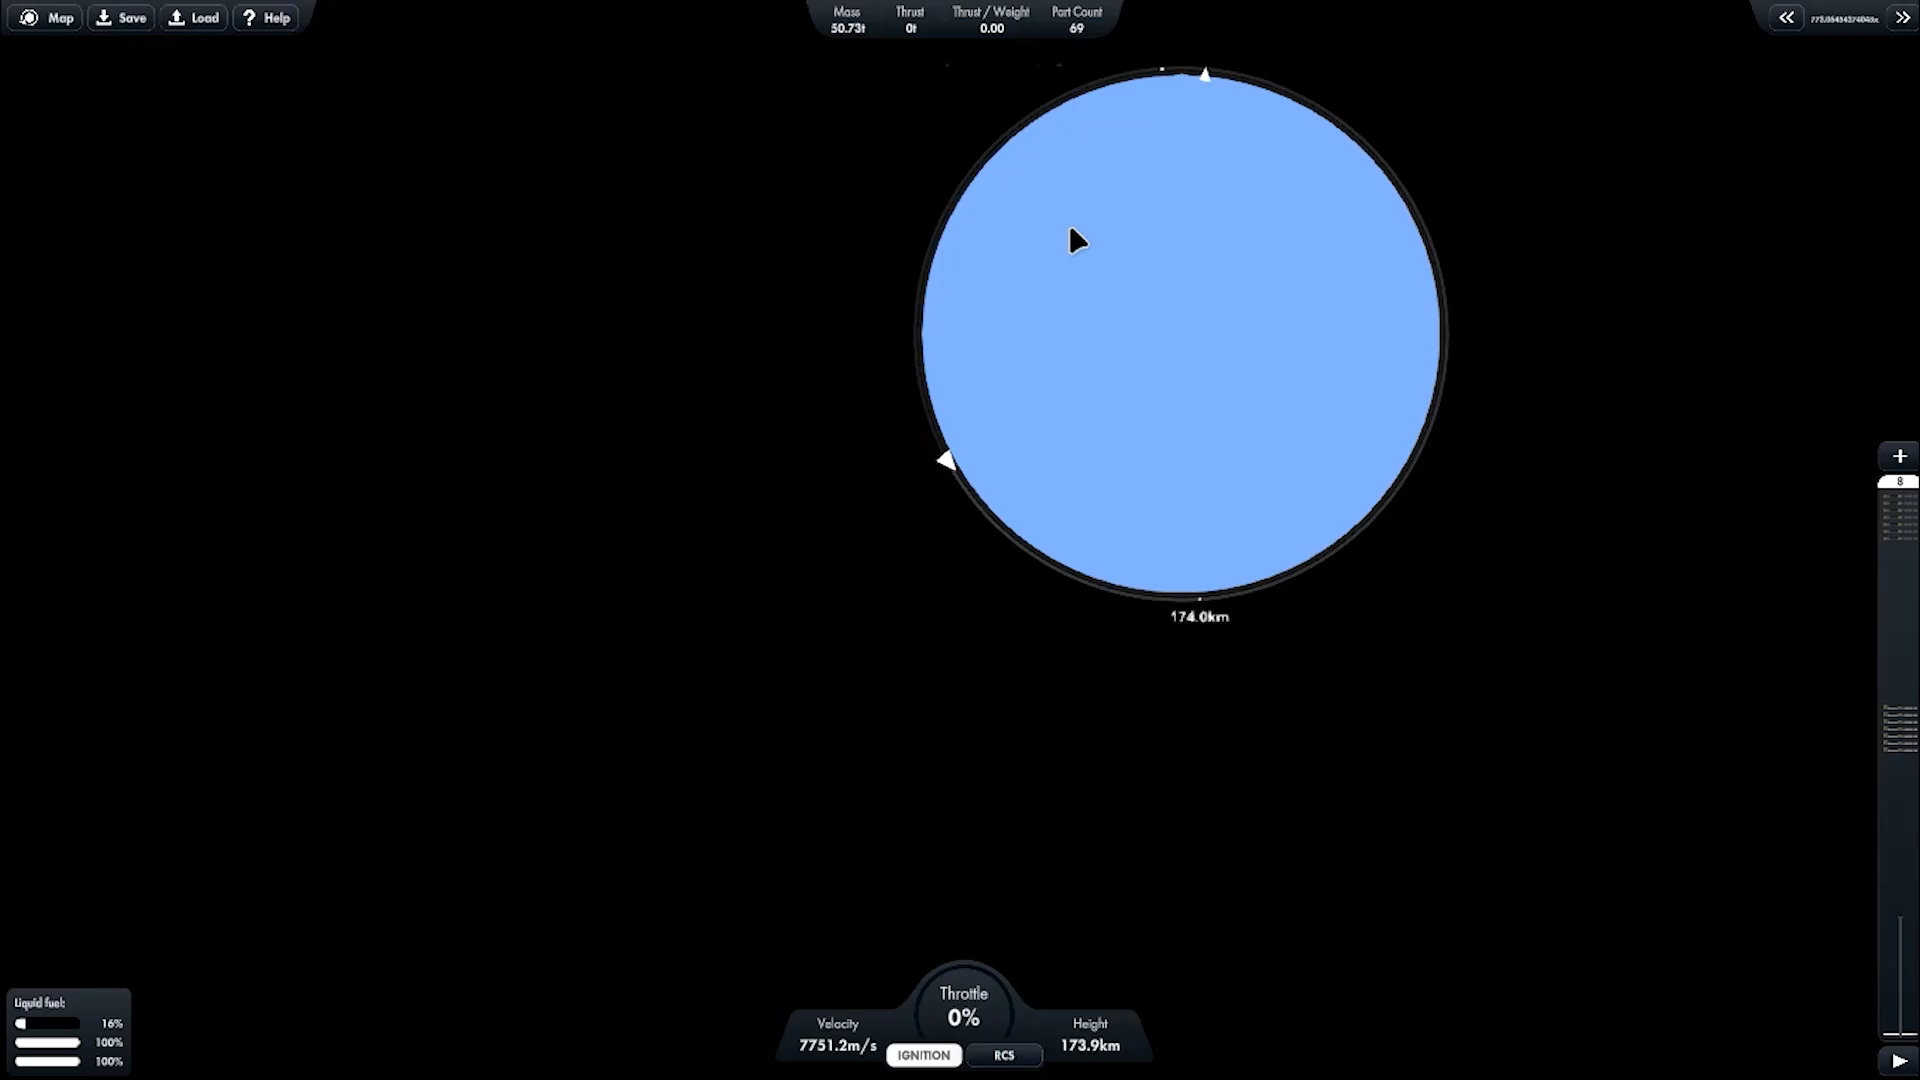 Map
Save
Load
? Help
Mass
50.73t
Thrust
0t
Thrust / Weight
0.00
Part Count
69
174.0km
8
Liquid fuel:
16%
100%
100%
Throttle
0%
Velocity
7751.2m/s
IGNITION
RCS
Height
173.9km